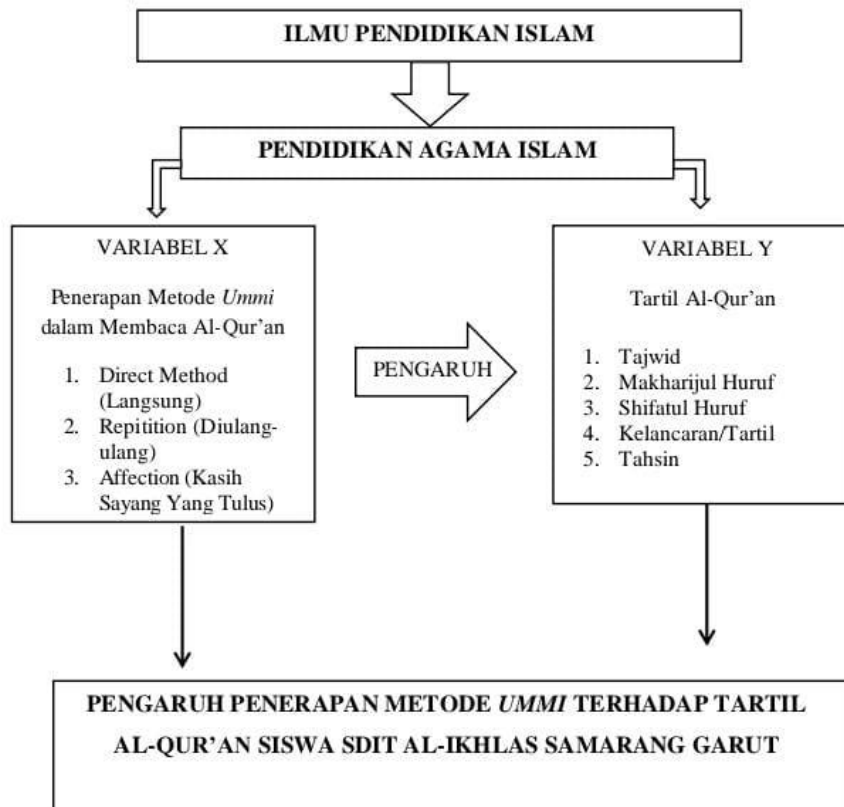 ILMU PENDIDIKAN ISLAM
PENDIDIKAN AGAMA ISLAM
VARIABEL X
Penerapan Metode Ummi
dalam Membaca Al-Qur’an
1. Direct Method
(Langsung)
2. Repitition (Diulang-
ulang)
3. Affection (Kasih
Sayang Yang Tulus)
PENGARUH
VARIABEL Y
Tartil Al-Qur’an
1. Tajwid
2. Makharijul Huruf
3. Shifatul Huruf
4. Kelancaran/Tartil
5. Tahsin
PENGARUH PENERAPAN METODE UMMI TERHADAP TARTIL
AL-QUR’AN SISWA SDIT AL-IKHLAS SAMARANG GARUT